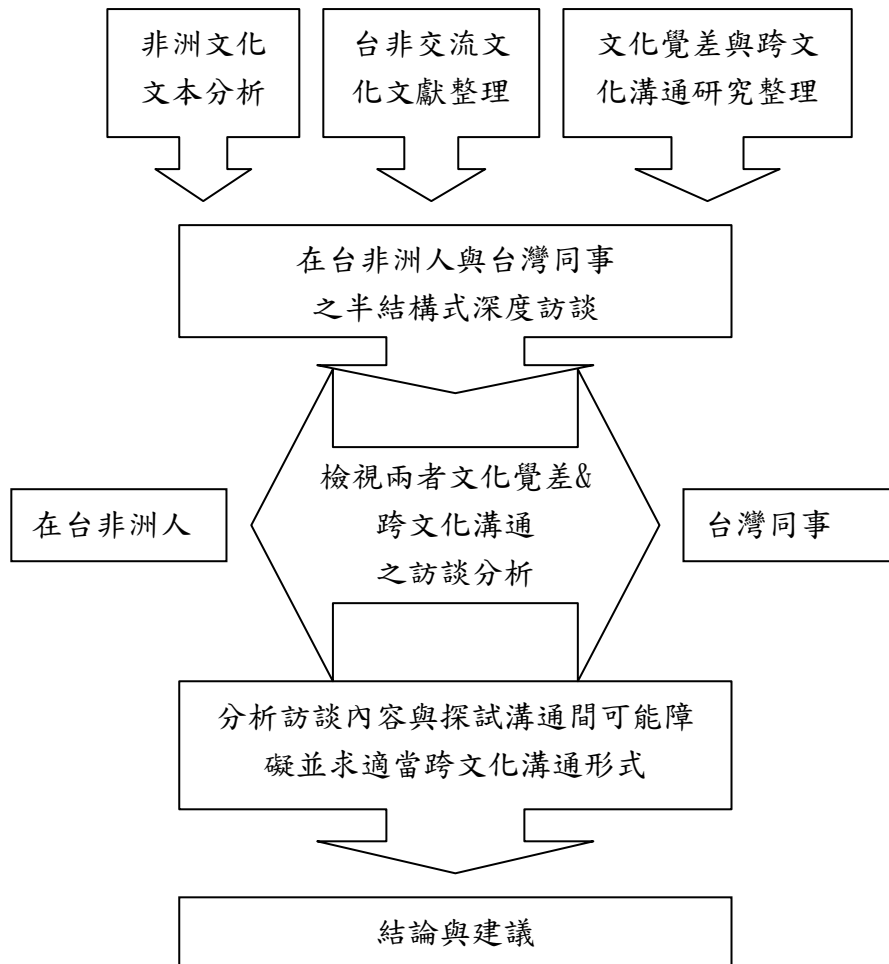 非洲文化
文本分析
台非交流文
化文獻整理
文化覺差與跨文
化溝通研究整理
在台非洲人與台灣同事
之半結構式深度訪談
檢視兩者文化覺差&
跨文化溝通
之訪談分析
在台非洲人
台灣同事
分析訪談內容與探試溝通間可能障
礙並求適當跨文化溝通形式
結論與建議